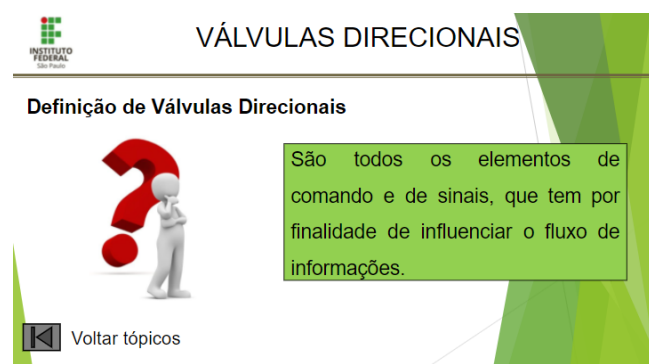 INSTITUTO
FEDERAL
São Paulo
VÁLVULAS DIRECIONAIS
Definição de Válvulas Direcionais
São todos os elementos de
comando e de sinais, que tem por
finalidade de influenciar o fluxo de
informações.
Voltar tópicos